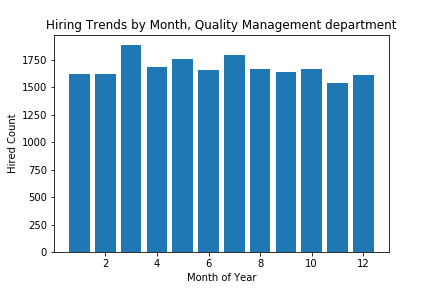 Hiring Trends by Month, Quality Management department
1750
1500
1250
1000
750
500
250
0
Hired Count
2 4 6 8 10 12
Month of Year